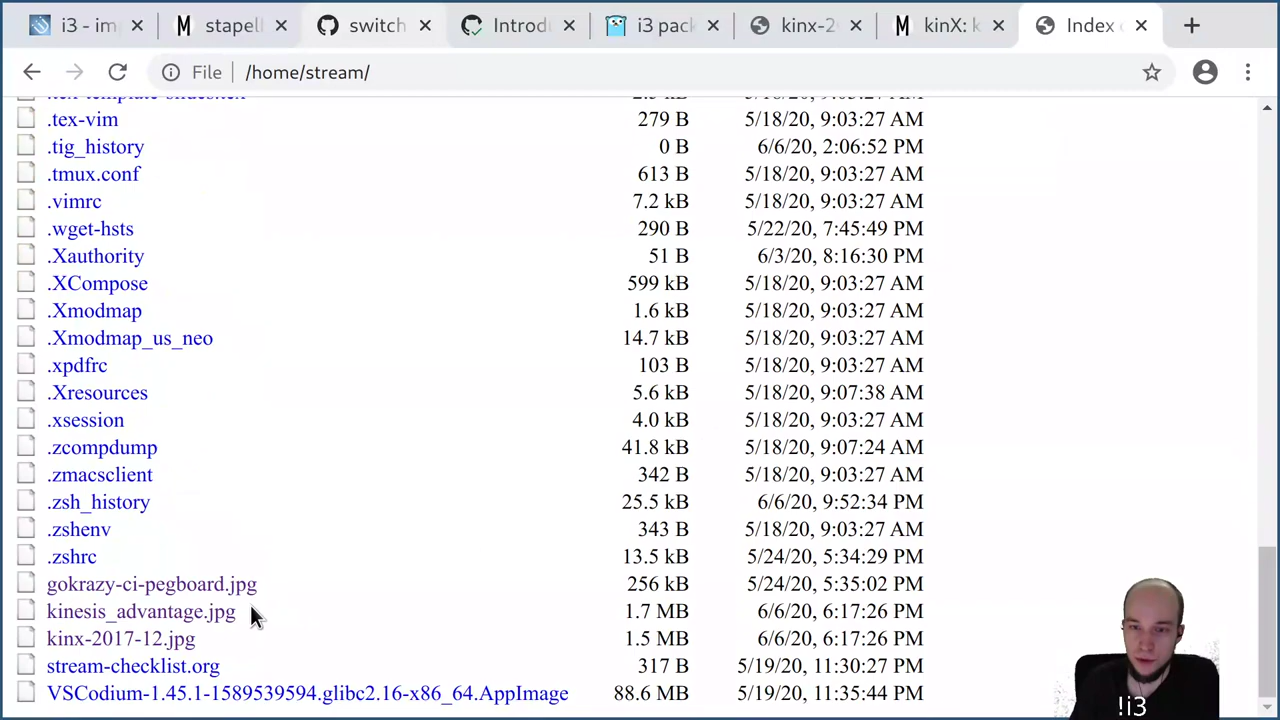 i3 - im
stapel
switch
Introdu
i3 pack
kinx-2
kinX: k
Index o
File
/home/stream/
.tex-vim 279 B 5/18/20, 9:03:27 AM
.tig_history 0 B 6/6/20, 2:06:52 PM
.tmux.conf 613 B 5/18/20, 9:03:27 AM
.vimrc 7.2 kB 5/18/20, 9:03:27 AM
.wget-hsts 290 B 5/22/20, 7:45:49 PM
.Xauthority 51 B 6/3/20, 8:16:30 PM
.XCompose 599 kB 5/18/20, 9:03:27 AM
.Xmodmap 1.6 kB 5/18/20, 9:03:27 AM
.Xmodmap_us_neo 14.7 kB 5/18/20, 9:03:27 AM
.xpdfrc 103 B 5/18/20, 9:03:27 AM
.Xresources 5.6 kB 5/18/20, 9:07:38 AM
.xsession 4.0 kB 5/18/20, 9:03:27 AM
.zcompdump 41.8 kB 5/18/20, 9:07:24 AM
.zmacsclient 342 B 5/18/20, 9:03:27 AM
.zsh_history 25.5 kB 6/6/20, 9:52:34 PM
.zshenv 343 B 5/18/20, 9:03:27 AM
.zshrc 13.5 kB 5/24/20, 5:34:29 PM
gokrazy-ci-pegboard.jpg 256 kB 5/24/20, 5:35:02 PM
kinesis_advantage.jpg 1.7 MB 6/6/20, 6:17:26 PM
kinx-2017-12.jpg 1.5 MB 6/6/20, 6:17:26 PM
stream-checklist.org 317 B 5/19/20, 11:30:27 PM
VSCodium-1.45.1-1589539594.glibc2.16-x86_64.AppImage 88.6 MB 5/19/20, 11:35:44 PM
!i3